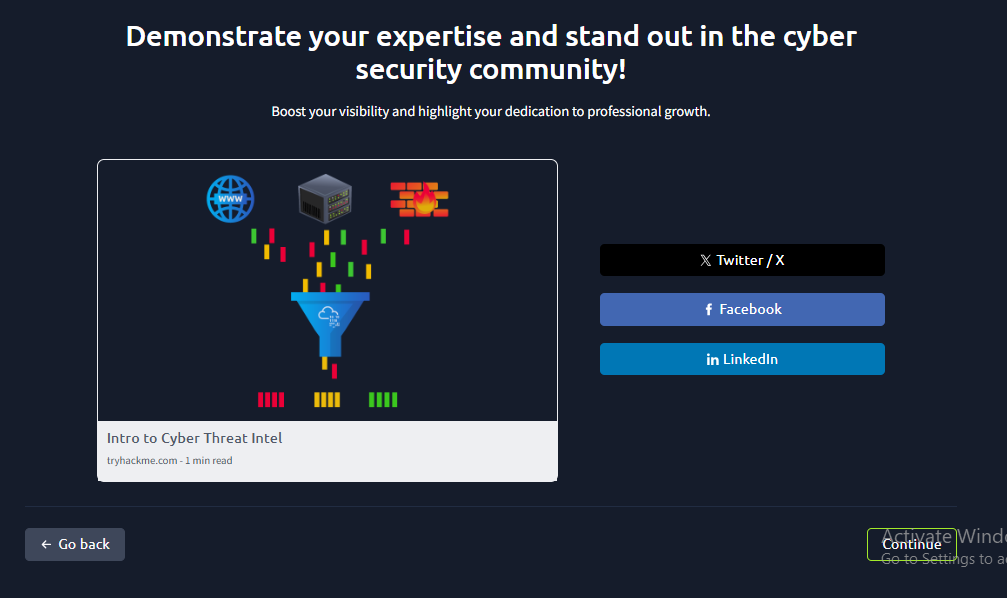 Demonstrate your expertise and stand out in the cyber
security community!
Boost your visibility and highlight your dedication to professional growth.
WWW
𝕏 Twitter / X
f Facebook
in LinkedIn
Intro to Cyber Threat Intel
tryhackme.com - 1 min read
← Go back
Continue
Activate Windo
Go to Settings to a